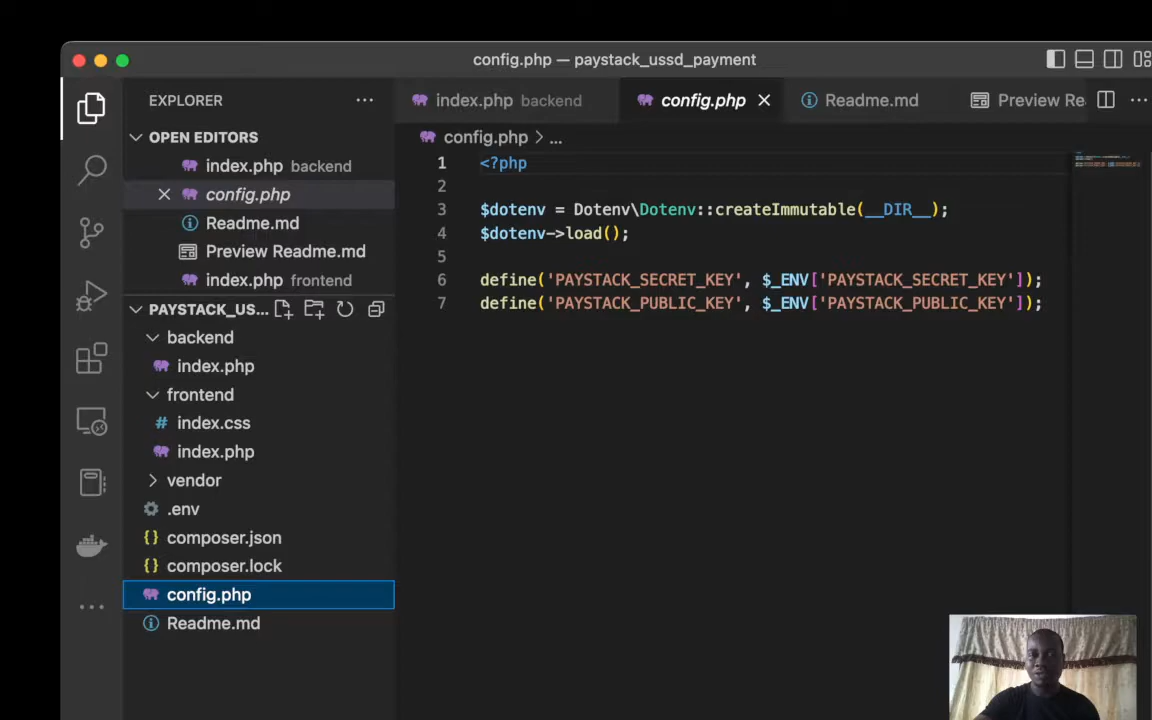 config.php — paystack_ussd_payment
EXPLORER
OPEN EDITORS
index.php backend
config.php
Readme.md
Preview Readme.md
index.php frontend
PAYSTACK_US...
backend
index.php
frontend
# index.css
index.php
vendor
.env
{} composer.json
{} composer.lock
config.php
Readme.md
index.php backend
config.php
Readme.md
Preview Re
config.php > ...
1 <?php
2
3 $dotenv = Dotenv\Dotenv::createImmutable(__DIR__);
4 $dotenv->load();
5
6 define('PAYSTACK_SECRET_KEY', $_ENV['PAYSTACK_SECRET_KEY']);
7 define('PAYSTACK_PUBLIC_KEY', $_ENV['PAYSTACK_PUBLIC_KEY']);